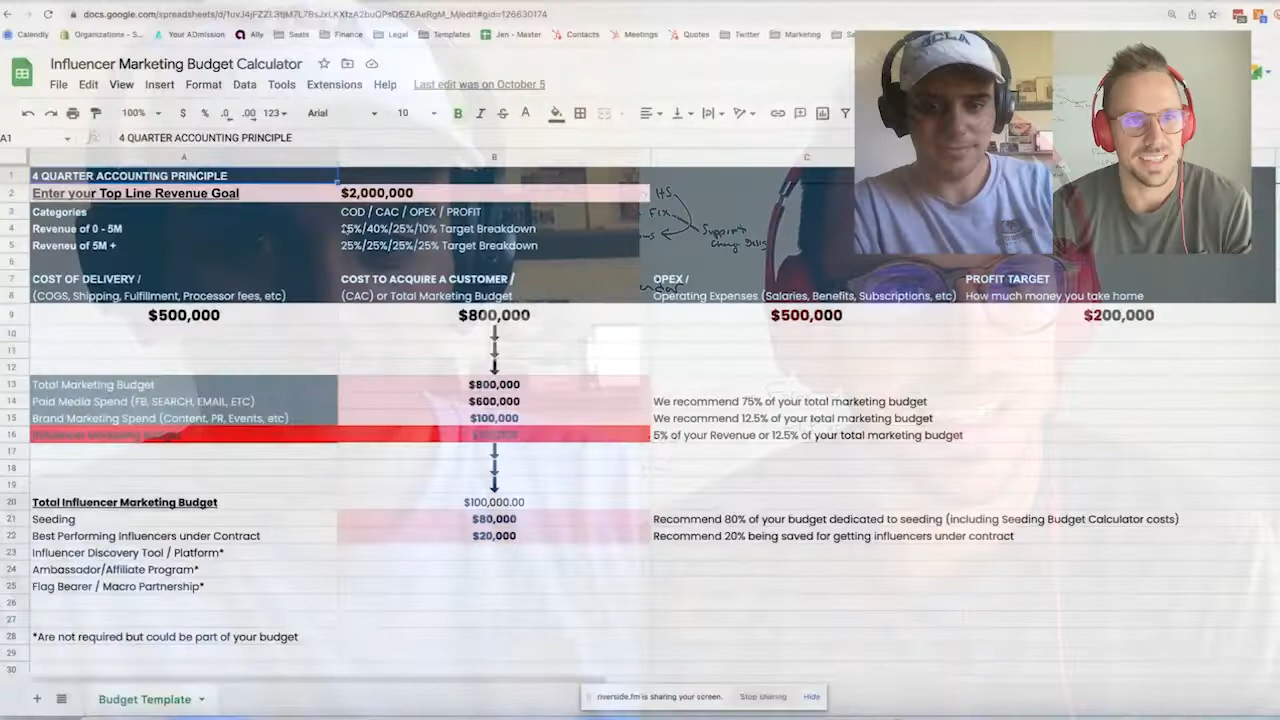 docs.google.com/spreadsheets/d/
Calendly Organizations - S... Your ADmission Ally Seats Finance Legal Templates Jen - Master Contacts Meetings Quotes Twitter Marketing
UCLA
Influencer Marketing Budget Calculator
File Edit View Insert Format Data Tools Extensions Help Last edit was on October 5
100% $ % .0 .00 123 Arial 10 B I S A
A1 fx 4 QUARTER ACCOUNTING PRINCIPLE
A B C
1 4 QUARTER ACCOUNTING PRINCIPLE
2 Enter your Top Line Revenue Goal $2,000,000
3 Categories COD / CAC / OPEX / PROFIT
4 Revenue of 0 - 5M /40%/25%/10% Target Breakdown
5 Reveneu of 5M + 25%/25%/25%/25% Target Breakdown
HS
FIX
Support
6
7 COST OF DELIVERY / COST TO ACQUIRE A CUSTOMER / OPEX / PROFIT TARGET
8 (COGS, Shipping, Fulfillment, Processor fees, etc) (CAC) or Total Marketing Budget Operating Expenses (Salaries, Benefits, Subscriptions, etc) How much money you take home
9 $500,000 $800,000 $500,000 $200,000
10
11
12
13 Total Marketing Budget $800,000
14 Paid Media Spend (FB, SEARCH, EMAIL, ETC) $600,000 We recommend 75% of your total marketing budget
15 Brand Marketing Spend (Content, PR, Events, etc) $100,000 We recommend 12.5% of your total marketing budget
16 5% of your Revenue or 12.5% of your total marketing budget
17
18
19
20 Total Influencer Marketing Budget $100,000.00
21 Seeding $80,000 Recommend 80% of your budget dedicated to seeding (including Seeding Budget Calculator costs)
22 Best Performing Influencers under Contract $20,000 Recommend 20% being saved for getting influencers under contract
23 Influencer Discovery Tool / Platform*
24 Ambassador/Affiliate Program*
25 Flag Bearer / Macro Partnership*
26
27
28 *Are not required but could be part of your budget
29
30
Budget Template
riverside.fm is sharing your screen. Stop sharing Hide